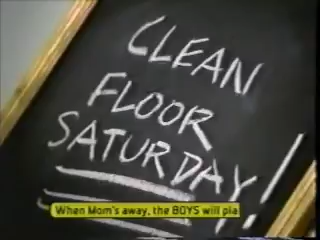 CLEAN
FLOOR
SATURDAY!
When Mom's away, the BOYS will pla